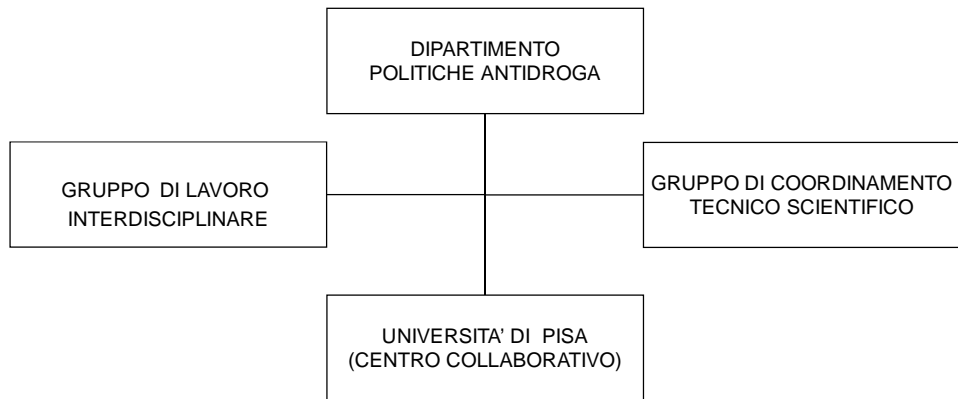 DIPARTIMENTO
POLITICHE ANTIDROGA
GRUPPO DI LAVORO
INTERDISCIPLINARE
GRUPPO DI COORDINAMENTO
TECNICO SCIENTIFICO
UNIVERSITA’ DI PISA
(CENTRO COLLABORATIVO)